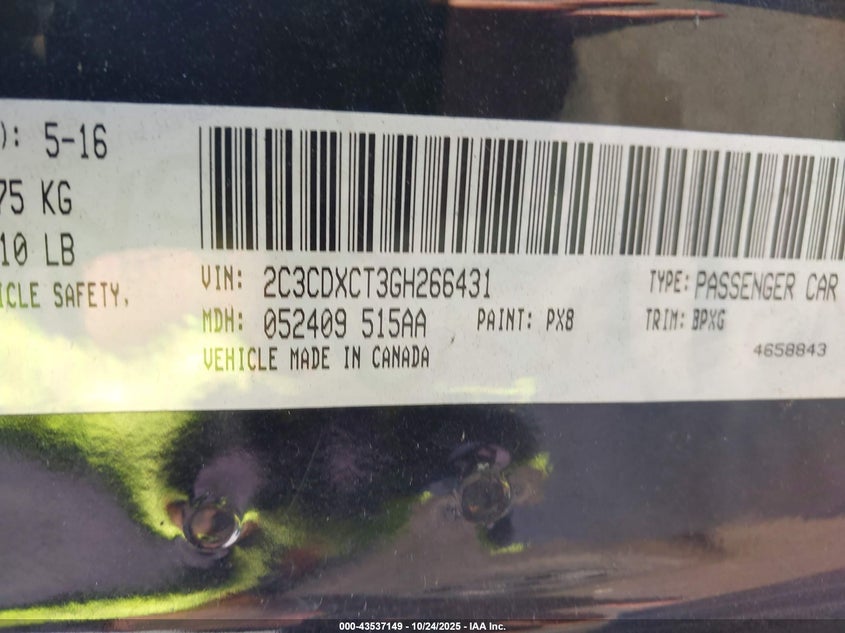 ): 5-16
75 KG
10 LB
ICLE SAFETY,
VIN: 2C3CDXCT3GH266431 TYPE: PASSENGER CAR
MDH: 052409 515AA PAINT: PX8 TRIM: BPXG
VEHICLE MADE IN CANADA 4658843
000-43537149 - 10/24/2025 - IAA Inc.